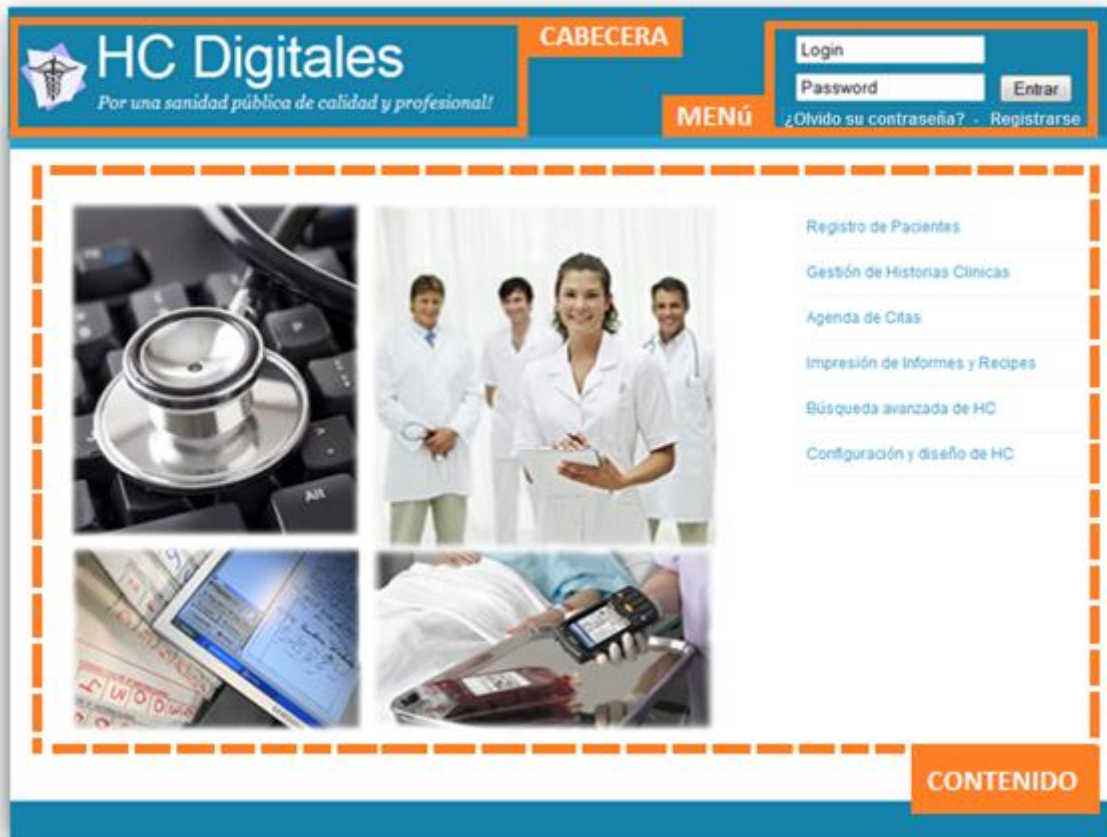 HC Digitales
Por una sanidad pública de calidad y profesional!
CABECERA
MENú
Login
Password
Entrar
¿Olvido su contraseña? - Registrarse
Registro de Pacientes
Gestión de Historias Clinicas
Agenda de Citas
Impresión de Informes y Recipes
Búsqueda avanzada de HC
Configuración y diseño de HC
Alt
CONTENIDO